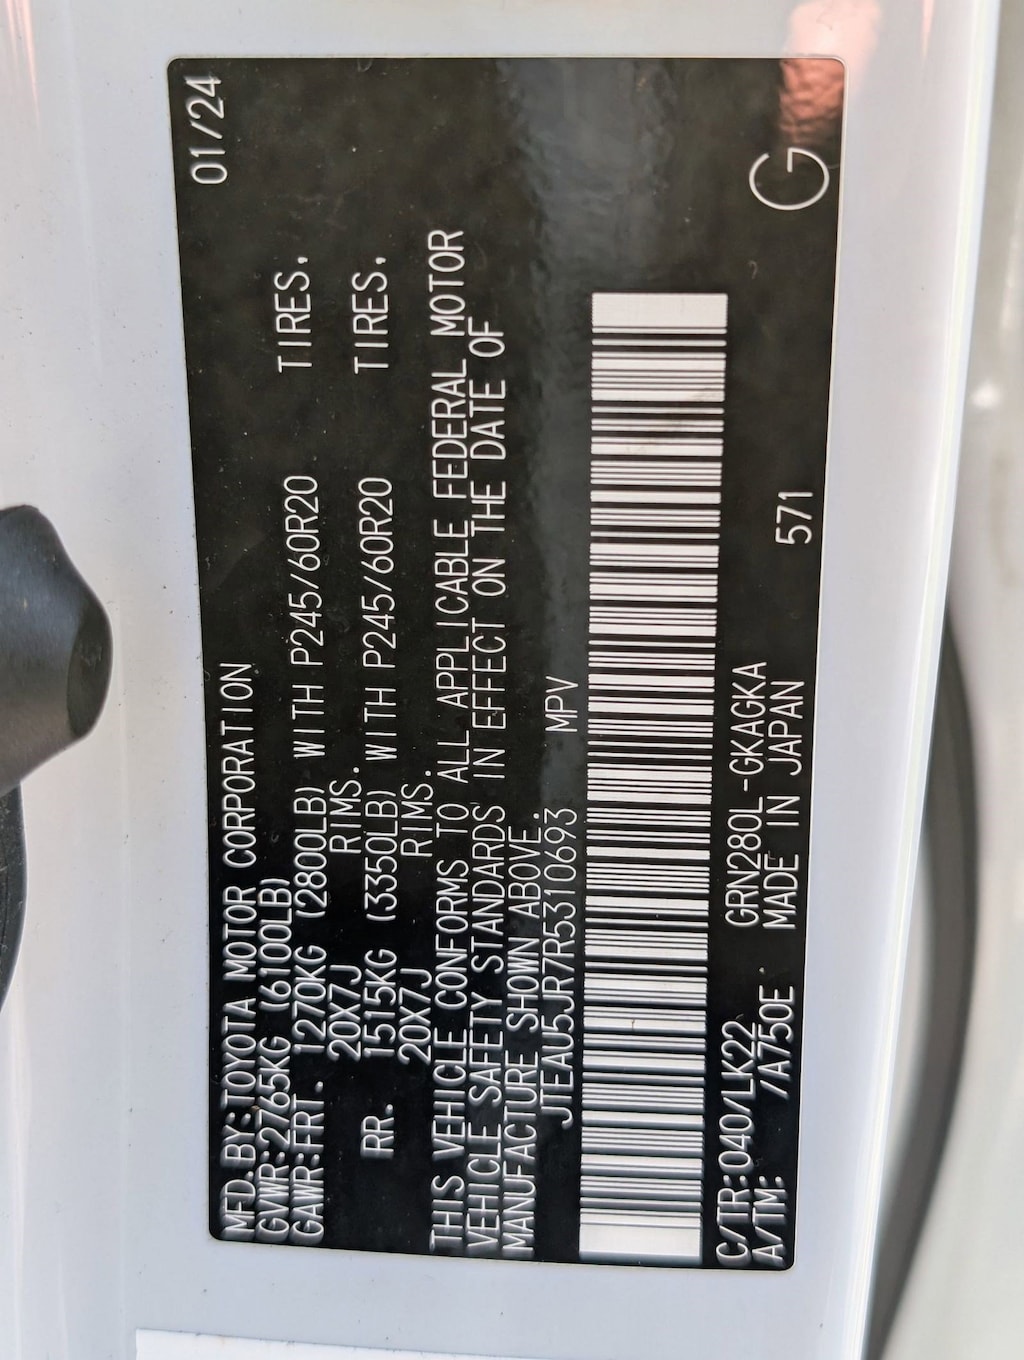 MFD.BY:TOYOTA MOTOR CORPORATION 01/24
GVWR:2765KG (6100LB)
GAWR:FRT. 1270KG (2800LB) WITH P245/60R20 TIRES,
20X7J RIMS.
RR. 1515KG (3350LB) WITH P245/60R20 TIRES,
20X7J RIMS.
THIS VEHICLE CONFORMS TO ALL APPLICABLE FEDERAL MOTOR
VEHICLE SAFETY STANDARDS IN EFFECT ON THE DATE OF
MANUFACTURE SHOWN ABOVE.
JTEAU5JR7R5310693 MPV
C/TR:040/LK22 GRN280L-GKAGKA
A/TM: /A750E MADE IN JAPAN 571 G